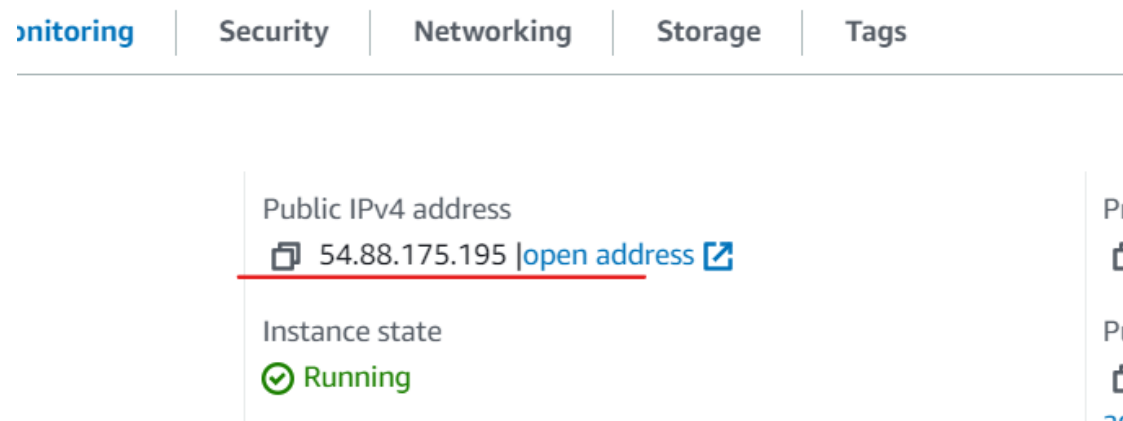 onitoring Security Networking Storage Tags
Public IPv4 address
54.88.175.195 |open address
Instance state
Running